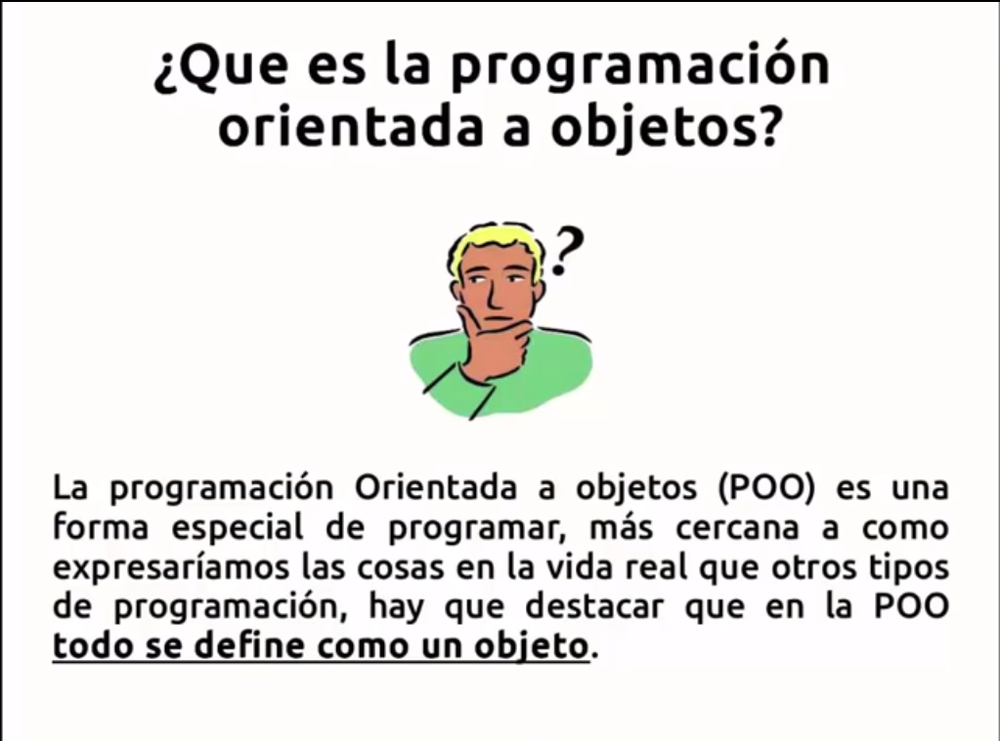 ¿Que es la programación
orientada a objetos?
?
La programación Orientada a objetos (POO) es una
forma especial de programar, más cercana a como
expresaríamos las cosas en la vida real que otros tipos
de programación, hay que destacar que en la POO
todo se define como un objeto.